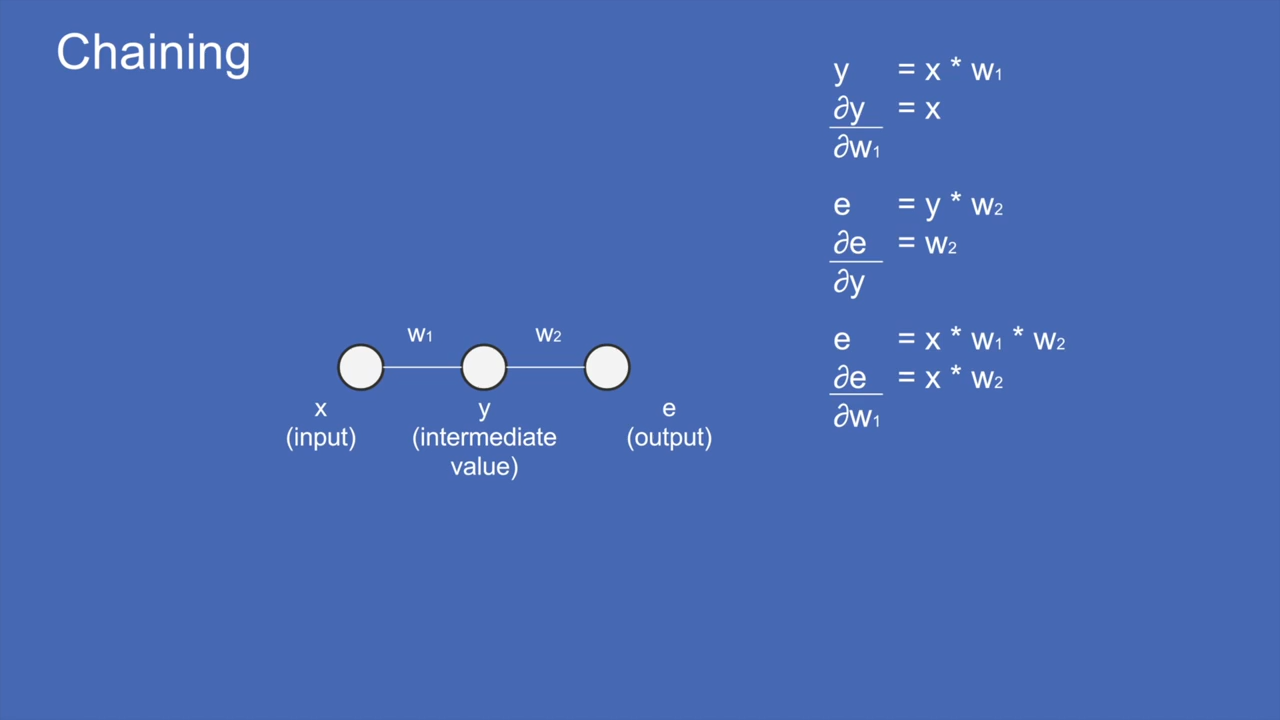 Chaining
y = x * w1
∂y = x
∂w1
e = y * w2
∂e = w2
∂y
e = x * w1 * w2
∂e = x * w2
∂w1
w1 w2
x y e
(input) (intermediate (output)
value)